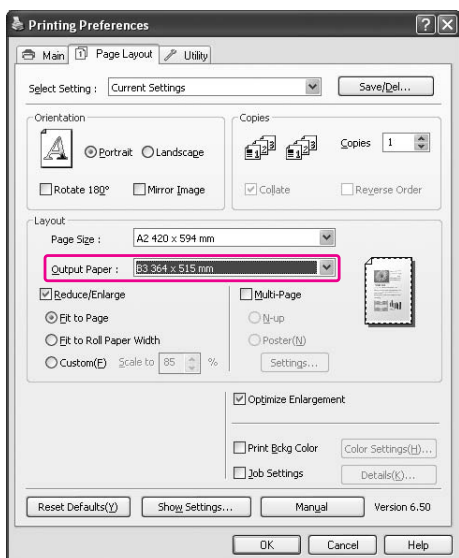 Printing Preferences
Main Page Layout Utility
Select Setting : Current Settings Save/Del...
Orientation
Portrait Landscape
Rotate 180° Mirror Image
Copies
Copies 1
Collate Reverse Order
Layout
Page Size : A2 420 x 594 mm
Output Paper : B3 364 x 515 mm
Reduce/Enlarge
Fit to Page
Fit to Roll Paper Width
Custom(F) Scale to 85 %
Multi-Page
N-up
Poster(N)
Settings...
Optimize Enlargement
Print Bckg Color Color Settings(H)...
Job Settings Details(K)...
Reset Defaults(Y) Show Settings... Manual Version 6.50
OK Cancel Help